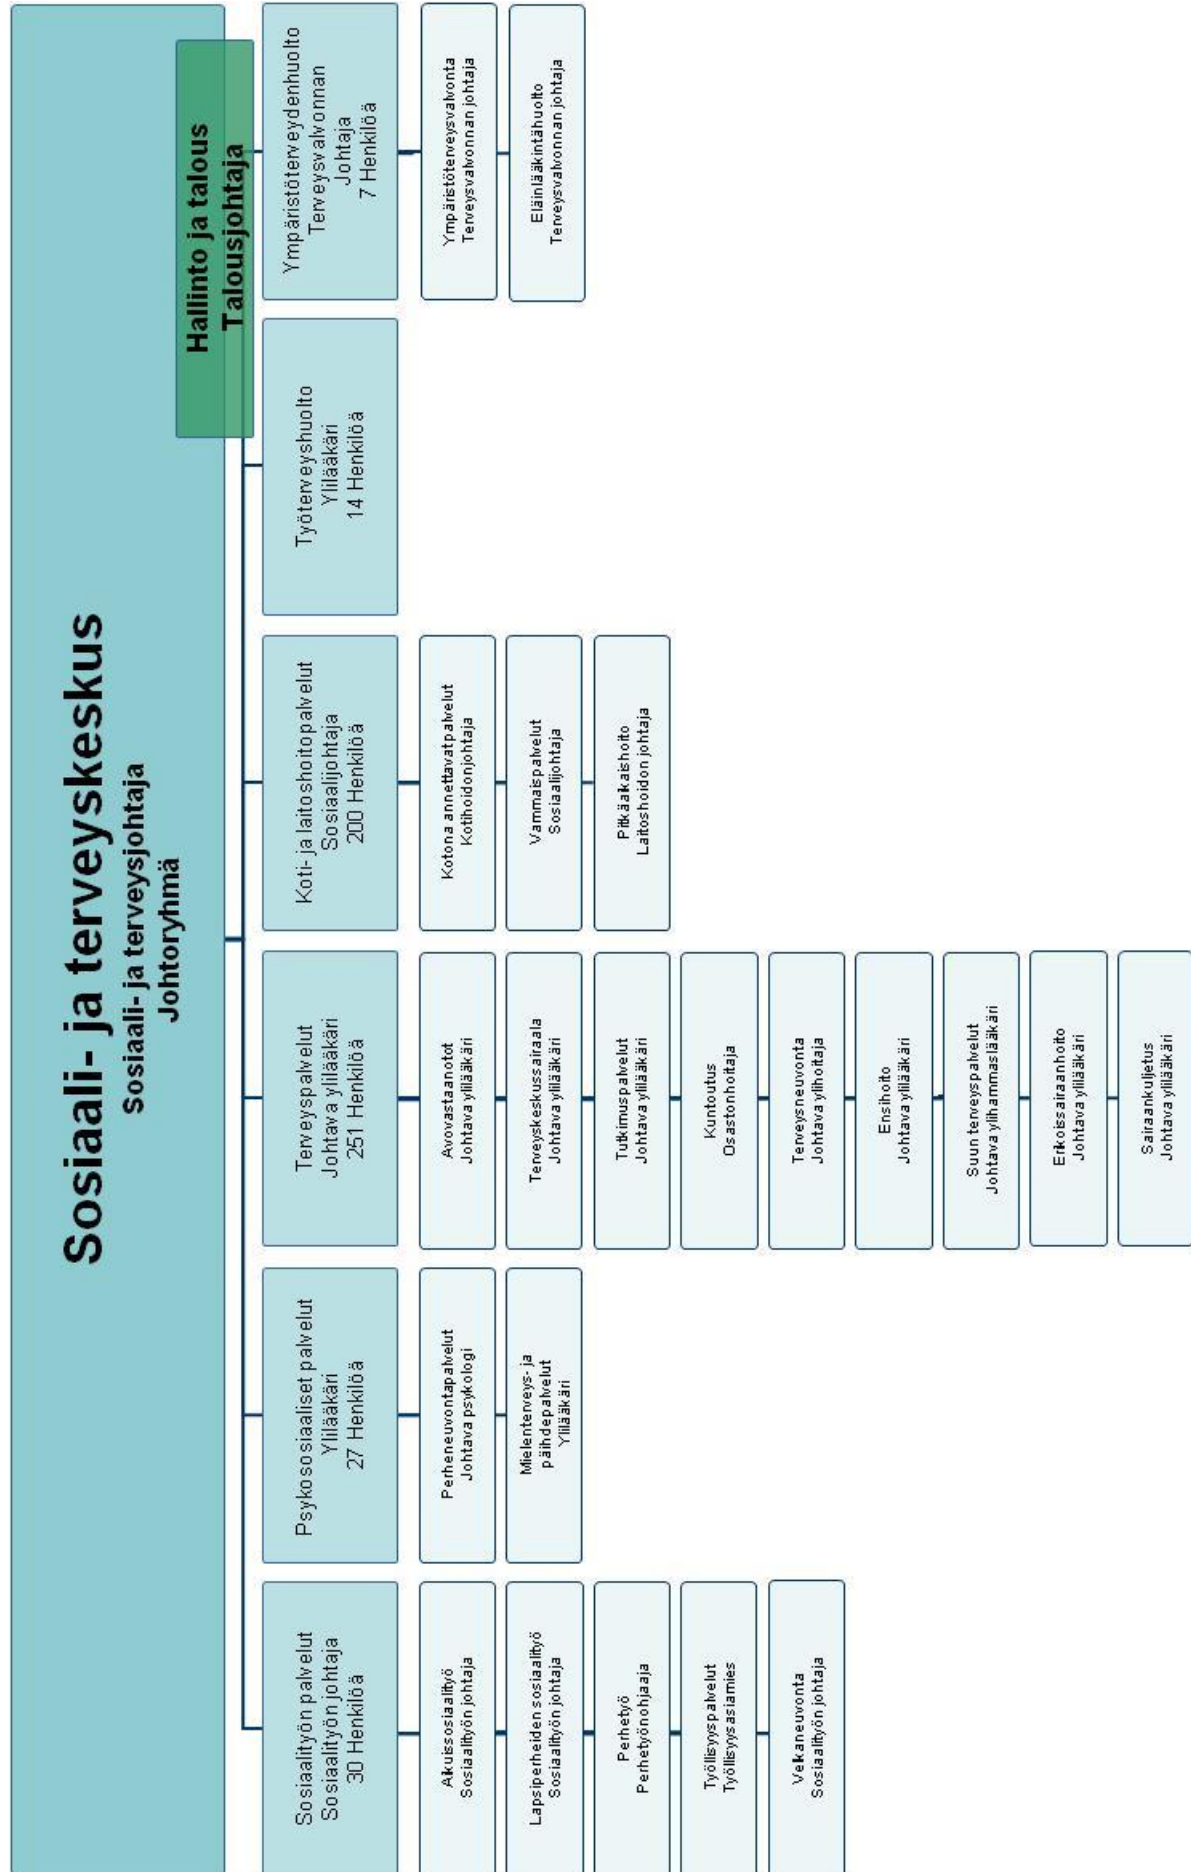 Sosiaali- ja terveyskeskus
Sosiaali- ja terveysjohtaja
Johtoryhmä
Hallinto ja talous
Talousjohtaja
Sosiaalityön palvelut
Sosiaalityön johtaja
30 Henkilöä
Aikuissosiaalityö
Sosiaalityön johtaja
Lapsiperheiden sosiaalityö
Sosiaalityön johtaja
Perhetyö
Perhetyönohjaaja
Työllisyyspalvelut
Työllisyysasiamies
Velkaneuvonta
Sosiaalityön johtaja
Psykososiaaliset palvelut
Ylilääkäri
27 Henkilöä
Perheneuvontapalvelut
Johtava psykologi
Mielenterveys- ja
päihdepalvelut
Ylilääkäri
Terveyspalvelut
Johtava ylilääkäri
251 Henkilöä
Avovastaanotot
Johtava ylilääkäri
Terveyskeskussairaala
Johtava ylilääkäri
Tutkimuspalvelut
Johtava ylilääkäri
Kuntoutus
Osastonhoitaja
Terveysneuvonta
Johtava ylihoitaja
Ensihoito
Johtava ylilääkäri
Suun terveyspalvelut
Johtava ylihammaslääkäri
Erikoissairaanhoito
Johtava ylilääkäri
Sairaankuljetus
Johtava ylilääkäri
Koti- ja laitoshoitopalvelut
Sosiaalijohtaja
200 Henkilöä
Kotona annettavatpalvelut
Kotihoidonjohtaja
Vammaispalvelut
Sosiaalijohtaja
Pitkäaikaishoito
Laitoshoidon johtaja
Työterveyshuolto
Ylilääkäri
14 Henkilöä
Ympäristöterveydenhuolto
Terveysvalvonnan
Johtaja
7 Henkilöä
Ympäristöterveysvalvonta
Terveysvalvonnan johtaja
Eläinlääkintähuolto
Terveysvalvonnan johtaja